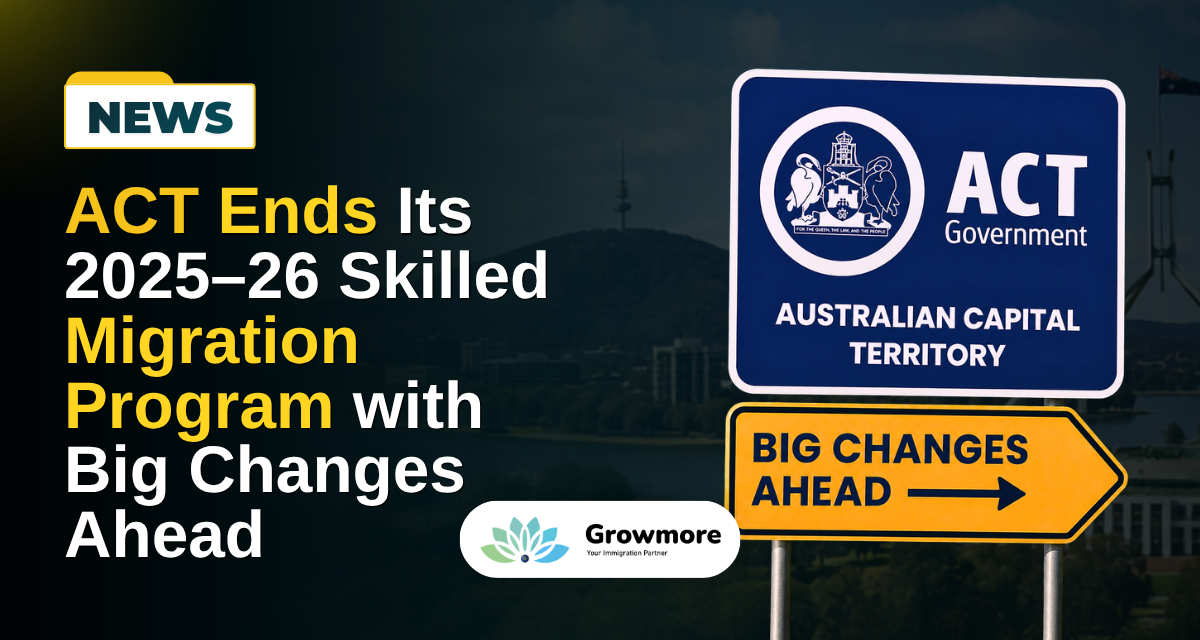 NEWS
ACT Ends Its
2025–26 Skilled
Migration
Program with
Big Changes
Ahead
Growmore
Your Immigration Partner
FOR THE QUEEN, THE LAW, AND THE PEOPLE
ACT
Government
AUSTRALIAN CAPITAL
TERRITORY
BIG CHANGES
AHEAD